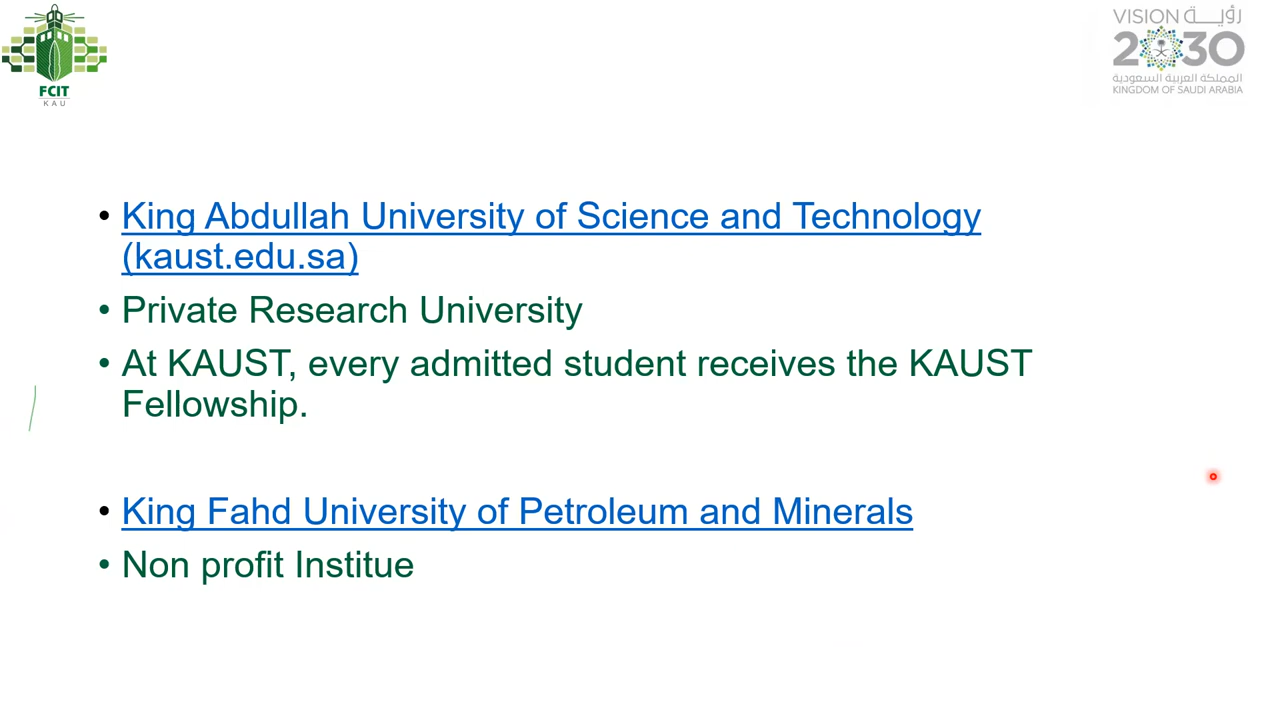 FCIT
KAU
VISION رؤيـــة
2030
المملكة العربية السعودية
KINGDOM OF SAUDI ARABIA
• King Abdullah University of Science and Technology
(kaust.edu.sa)
• Private Research University
• At KAUST, every admitted student receives the KAUST
Fellowship.
• King Fahd University of Petroleum and Minerals
• Non profit Institue